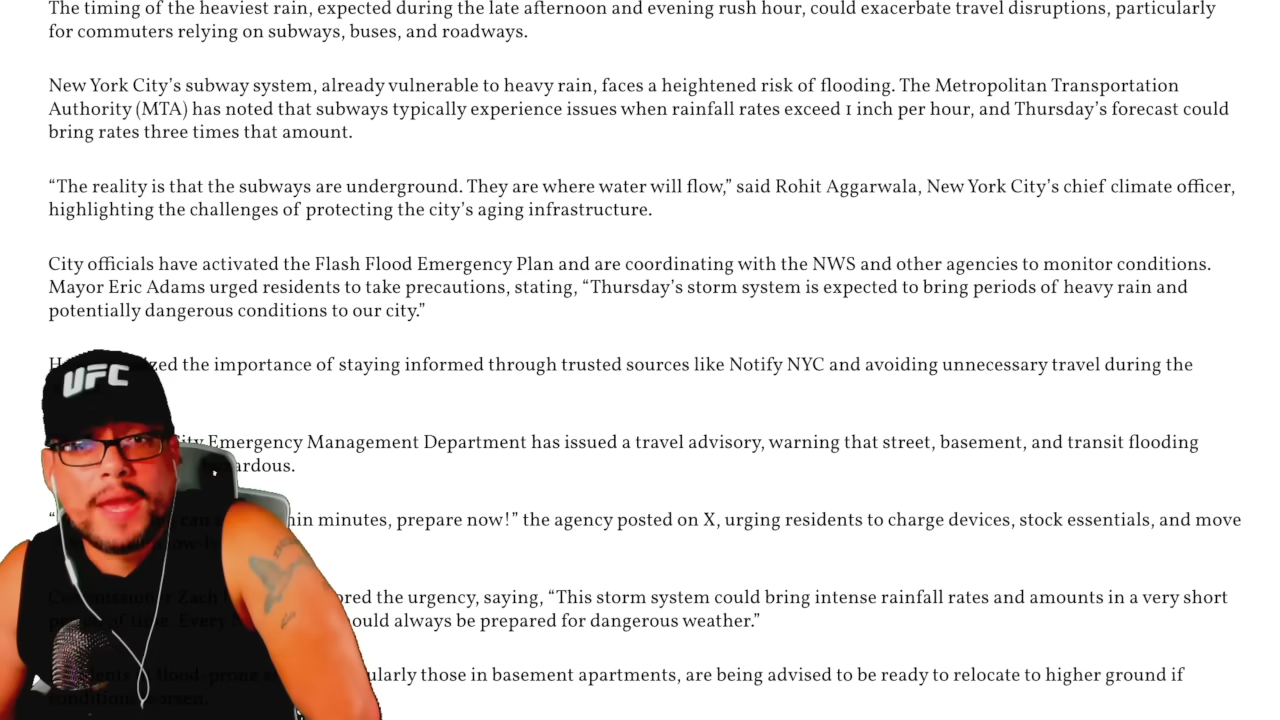 The timing of the heaviest rain, expected during the late afternoon and evening rush hour, could exacerbate travel disruptions, particularly
for commuters relying on subways, buses, and roadways.
New York City’s subway system, already vulnerable to heavy rain, faces a heightened risk of flooding. The Metropolitan Transportation
Authority (MTA) has noted that subways typically experience issues when rainfall rates exceed 1 inch per hour, and Thursday’s forecast could
bring rates three times that amount.
“The reality is that the subways are underground. They are where water will flow,” said Rohit Aggarwala, New York City’s chief climate officer,
highlighting the challenges of protecting the city’s aging infrastructure.
City officials have activated the Flash Flood Emergency Plan and are coordinating with the NWS and other agencies to monitor conditions.
Mayor Eric Adams urged residents to take precautions, stating, “Thursday’s storm system is expected to bring periods of heavy rain and
potentially dangerous conditions to our city.”
the importance of staying informed through trusted sources like Notify NYC and avoiding unnecessary travel during the
UFC
Emergency Management Department has issued a travel advisory, warning that street, basement, and transit flooding
minutes, prepare now!” the agency posted on X, urging residents to charge devices, stock essentials, and move
Zach the urgency, saying, “This storm system could bring intense rainfall rates and amounts in a very short
always be prepared for dangerous weather.”
those in basement apartments, are being advised to be ready to relocate to higher ground if